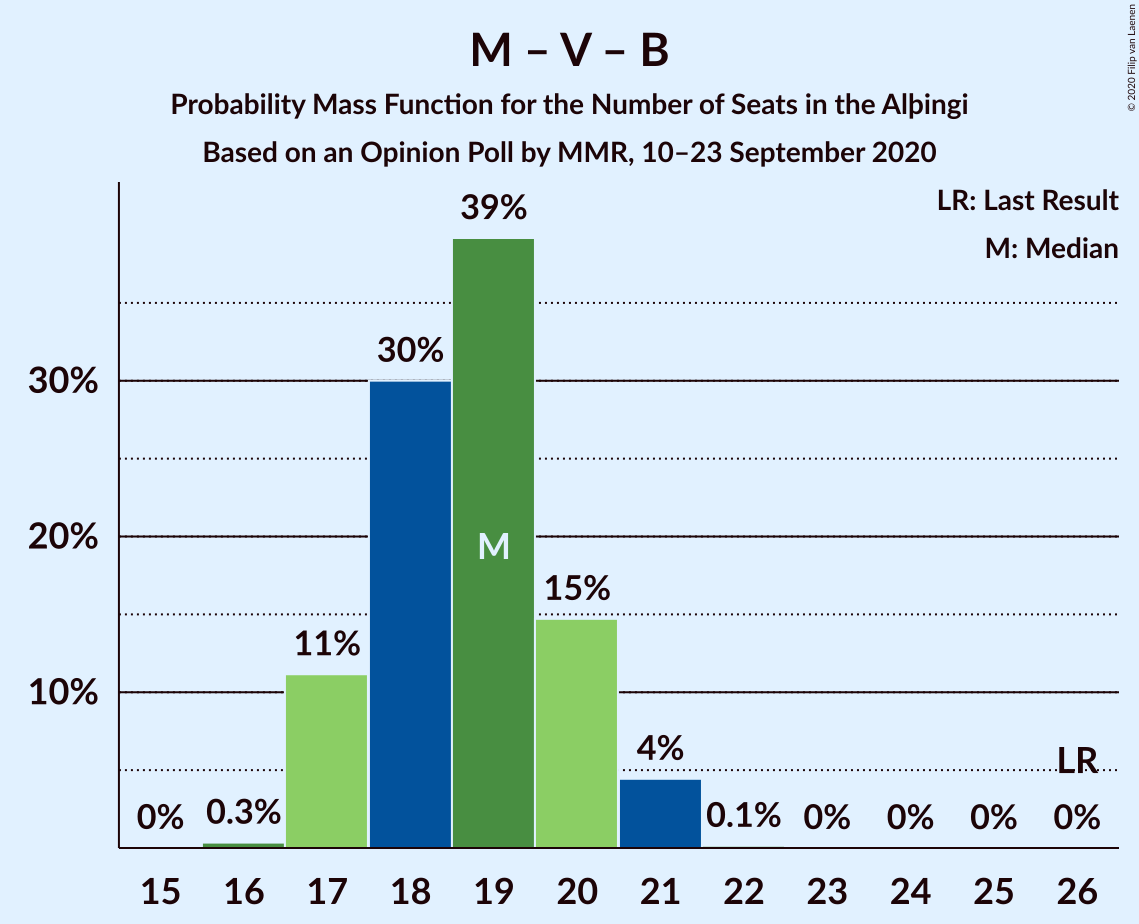 M – V – B
Probability Mass Function for the Number of Seats in the Alþingi
Based on an Opinion Poll by MMR, 10–23 September 2020
© 2020 Filip van Laenen
LR: Last Result
M: Median
39%
30%
30%
20%
M
15%
11%
10%
4%
LR
0%
0.3%
0.1%
0%
0%
0%
0%
15 16 17 18 19 20 21 22 23 24 25 26